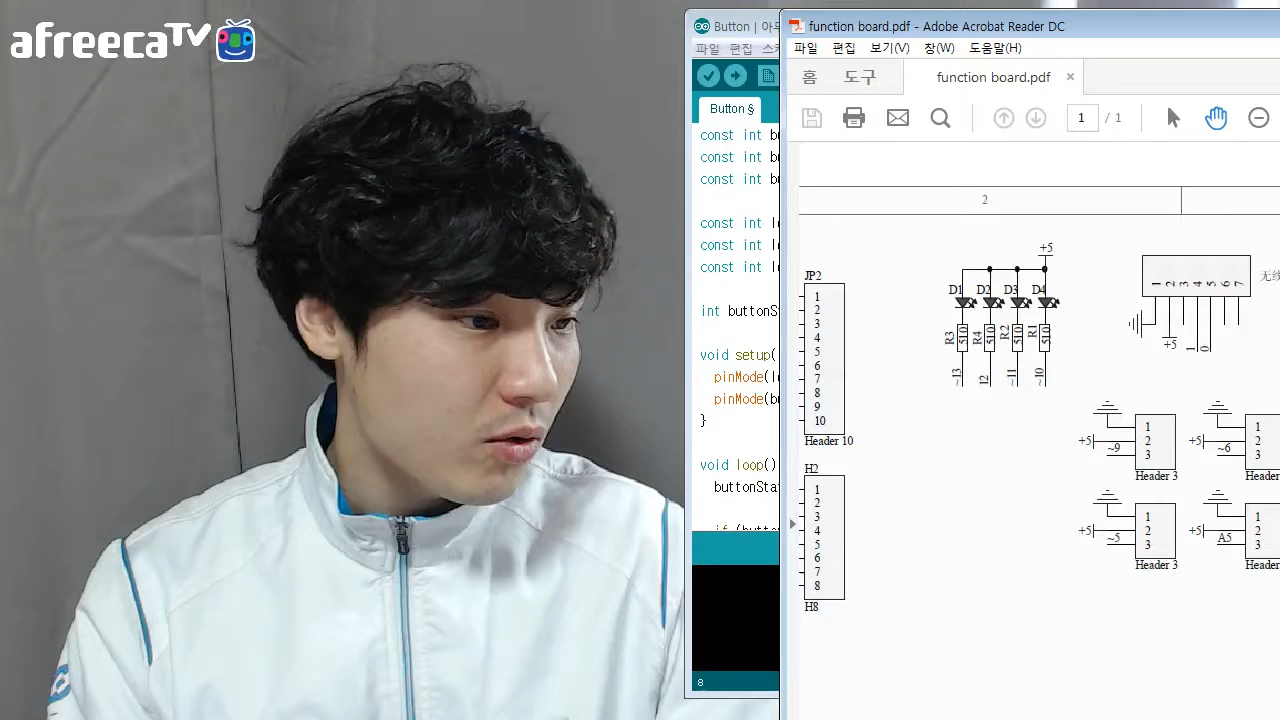 afreecaTV
Button | 아두
파일 편집 스케
Button §
const int bu
const int bu
const int bu
const int l
const int l
const int l
int buttonSt
void setup(
pinMode(l
pinMode(bu
}
void loop()
buttonStat
if (butto
8
function board.pdf - Adobe Acrobat Reader DC
파일 편집 보기(V) 창(W) 도움말(H)
홈 도구 function board.pdf ×
1 / 1
2
JP2
1
2
3
4
5
6
7
8
9
10
Header 10
H2
1
2
3
4
5
6
7
8
H8
+5
D1 D2 D3 D4
R3 510 R4 510 R2 510 R1 510
~13 12 ~11 ~10
1 2 3 4 5 6 7
无线
+5
1 0
+5 ~9
1
2
3
Header 3
+5 ~6
1
2
3
Header
+5 ~5
1
2
3
Header 3
+5 A5
1
2
3
Header